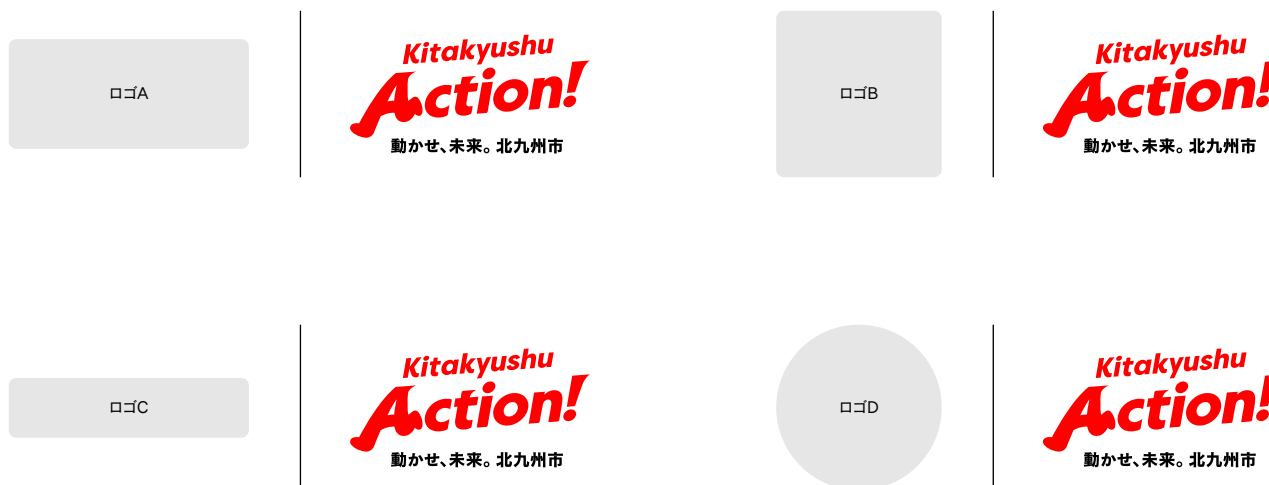 ロゴA
Kitakyushu
Action!
動かせ、未来。北九州市
ロゴB
Kitakyushu
Action!
動かせ、未来。北九州市
ロゴC
Kitakyushu
Action!
動かせ、未来。北九州市
ロゴD
Kitakyushu
Action!
動かせ、未来。北九州市